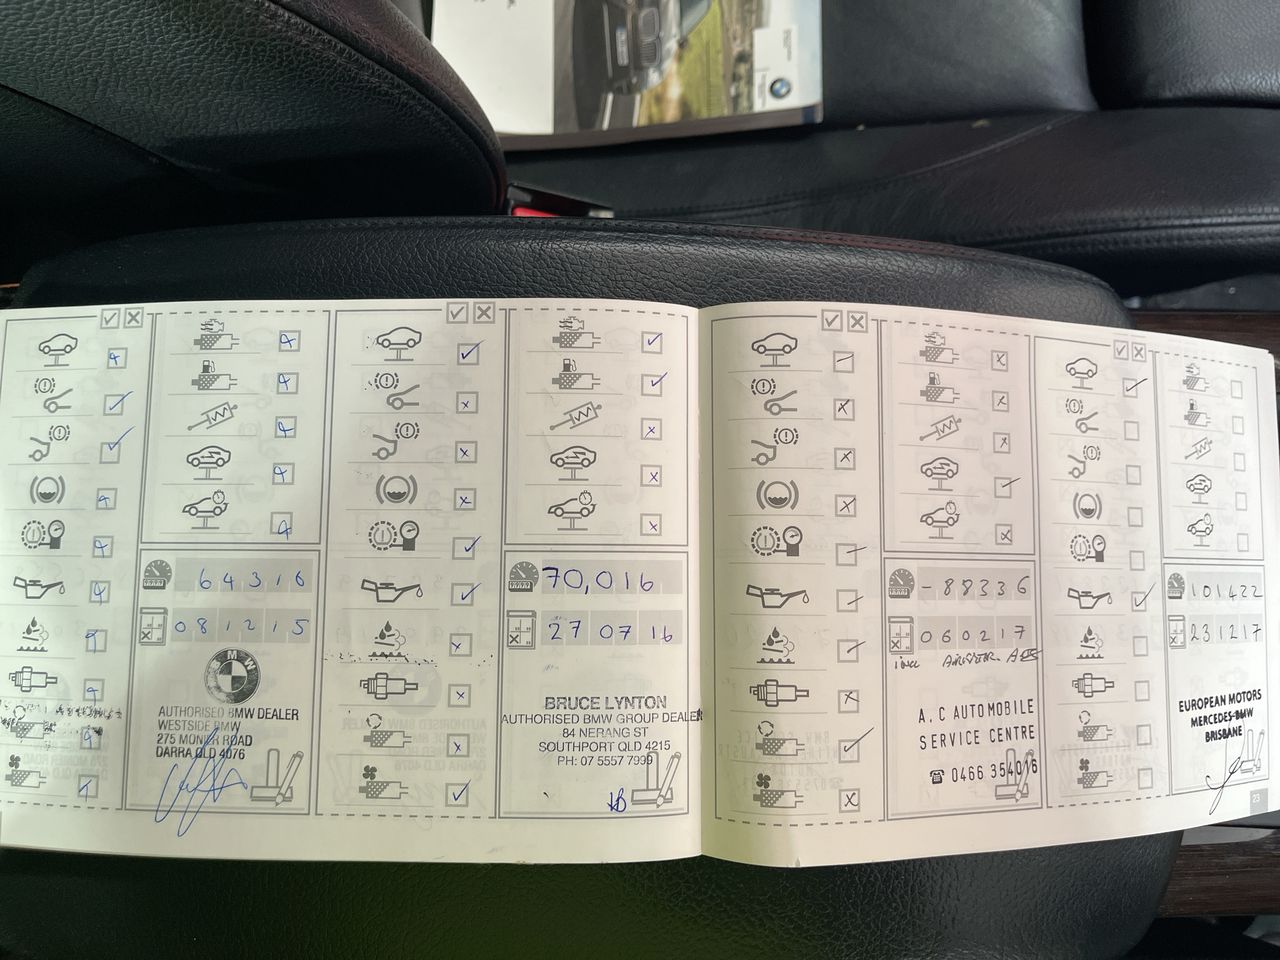 64316
081215
BMW
AUTHORISED BMW DEALER
WESTSIDE BMW
275 MONIER ROAD
DARRA QLD 4076
70,016
27 07 16
BRUCE LYNTON
AUTHORISED BMW GROUP DEALER
84 NERANG ST
SOUTHPORT QLD 4215
PH: 07 5557 7999
-88336
060217
A.C AUTOMOBILE
SERVICE CENTRE
0466 354016
101422
231217
EUROPEAN MOTORS
MERCEDES-BMW
BRISBANE
23